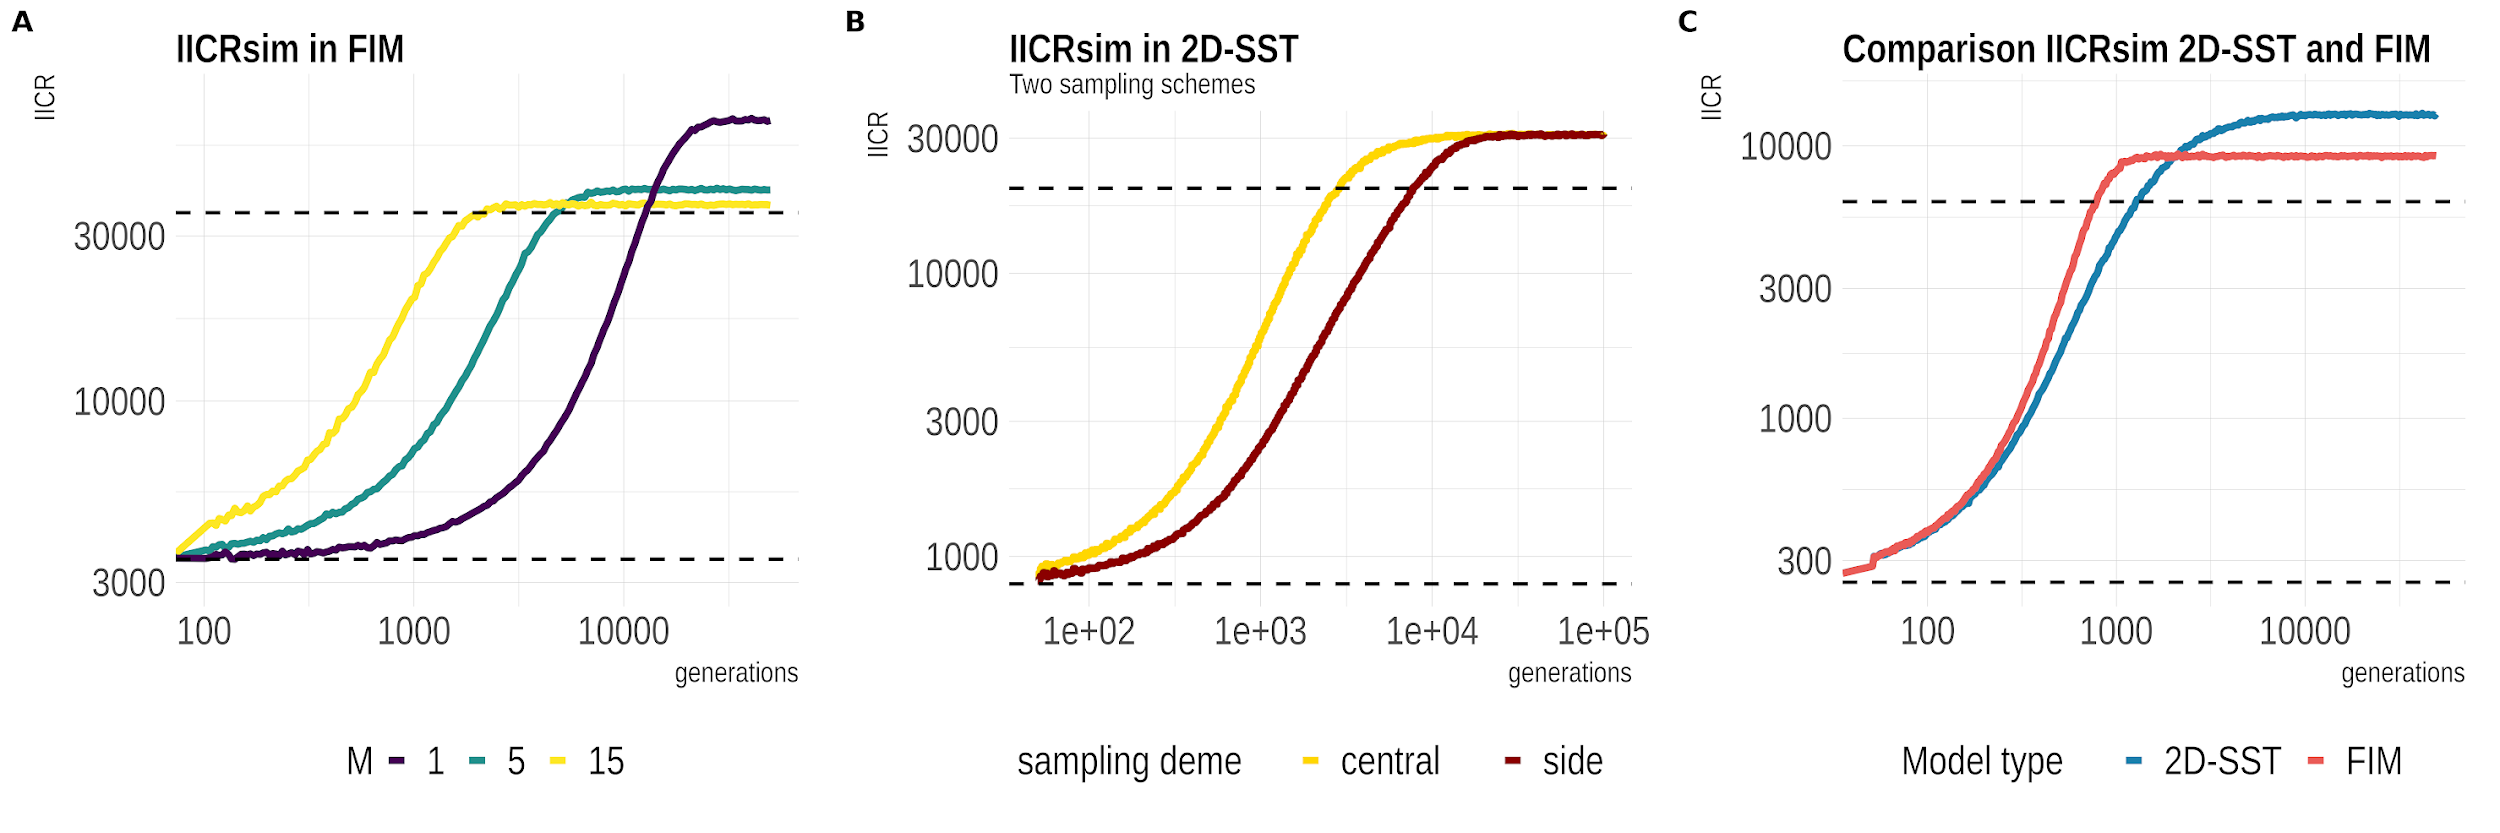 A
IICRsim in FIM
IICR
30000
10000
3000
100 1000 10000
generations
M 1 5 15
B
IICRsim in 2D-SST
Two sampling schemes
IICR
30000
10000
3000
1000
1e+02 1e+03 1e+04 1e+05
generations
sampling deme central side
C
Comparison IICRsim 2D-SST and FIM
IICR
10000
3000
1000
300
100 1000 10000
generations
Model type 2D-SST FIM